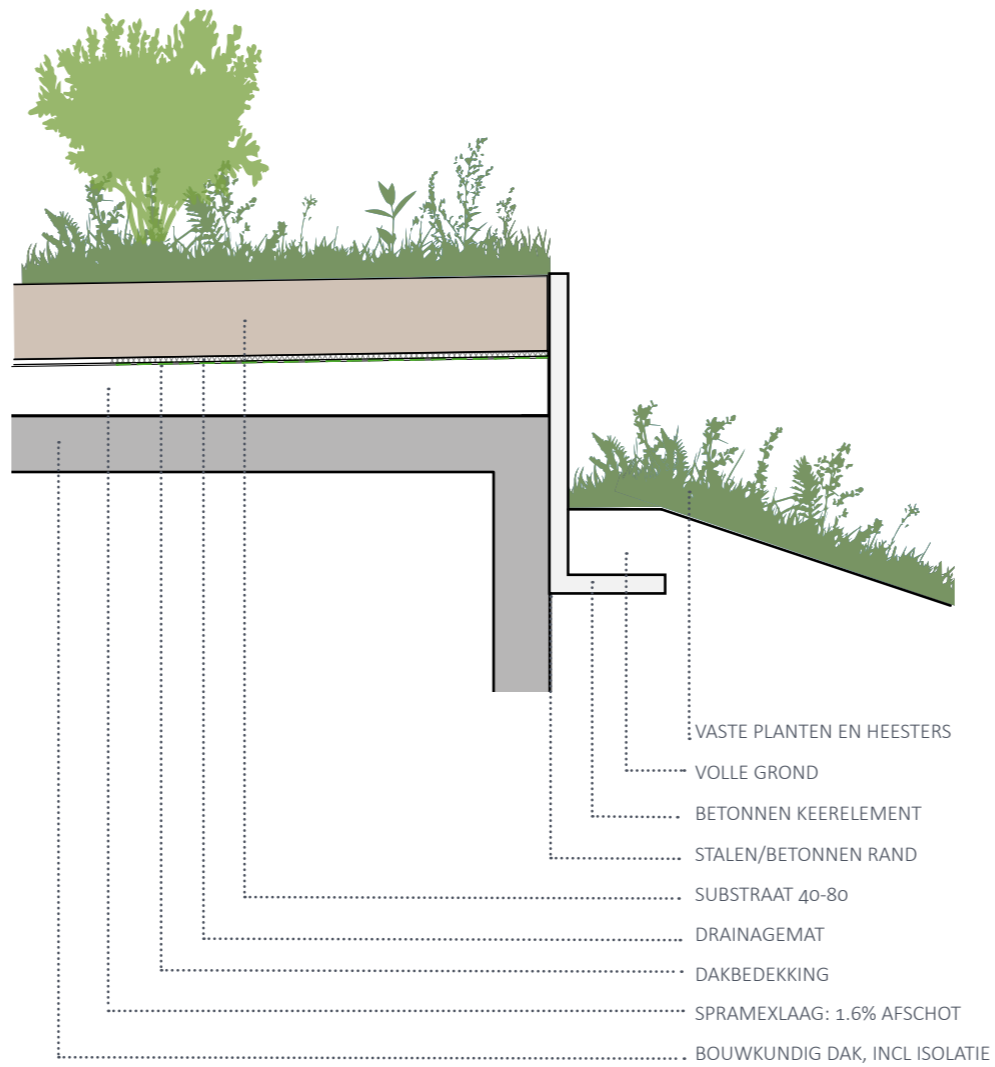 VASTE PLANTEN EN HEESTERS
VOLLE GROND
BETONNEN KEERELEMENT
STALEN/BETONNEN RAND
SUBSTRAAT 40-80
DRAINAGEMAT
DAKBEDEKKING
SPRAMEXLAAG: 1.6% AFSCHOT
BOUWKUNDIG DAK, INCL ISOLATIE